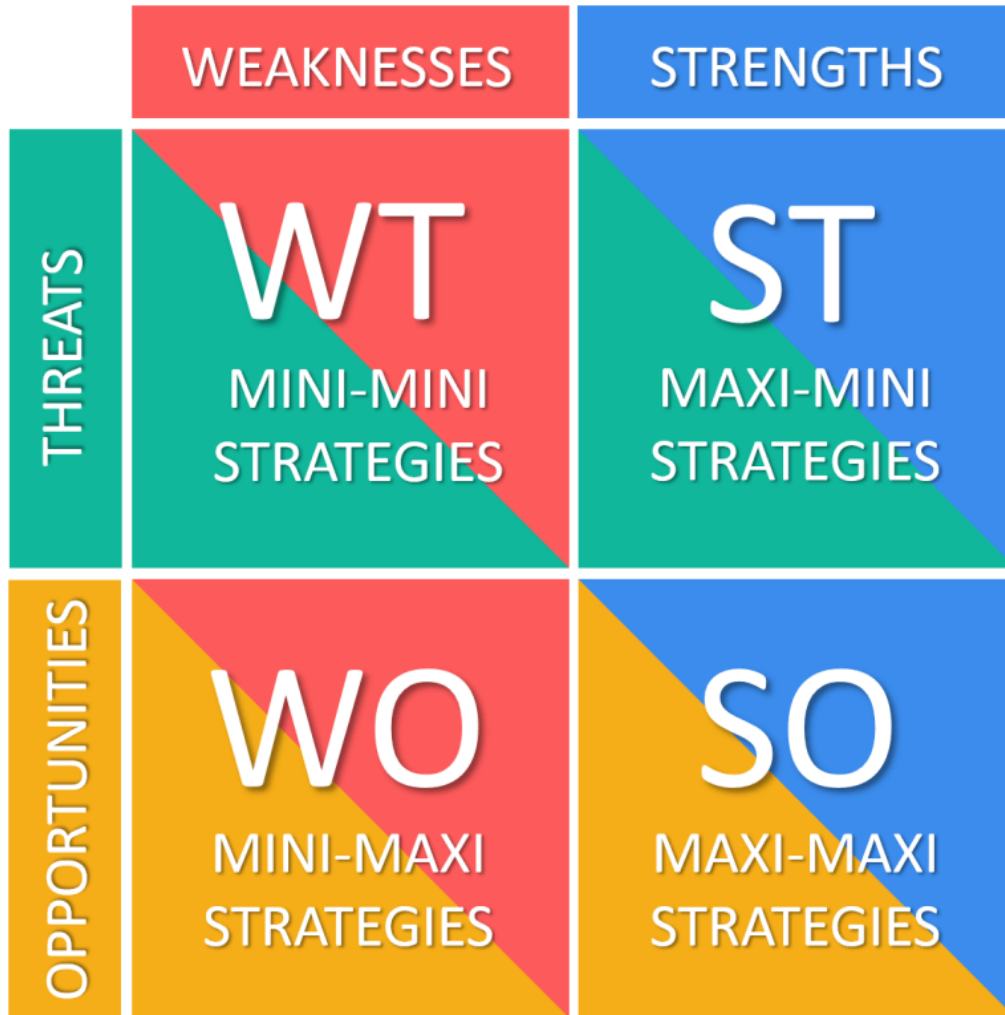 WEAKNESSES
STRENGTHS
THREATS
WT
MINI-MINI
STRATEGIES
ST
MAXI-MINI
STRATEGIES
OPPORTUNITIES
WO
MINI-MAXI
STRATEGIES
SO
MAXI-MAXI
STRATEGIES